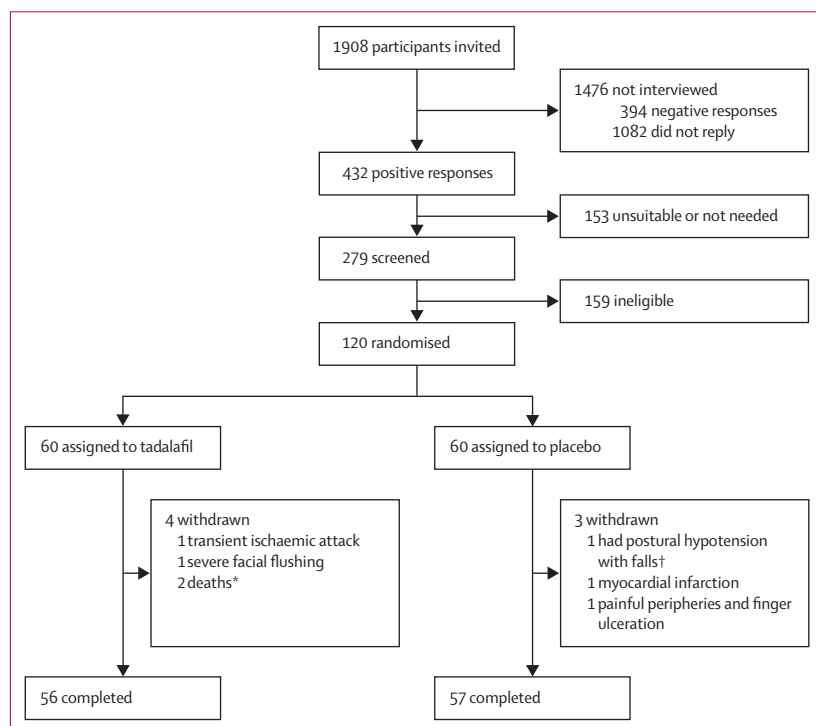 1908 participants invited
1476 not interviewed
394 negative responses
1082 did not reply
432 positive responses
153 unsuitable or not needed
279 screened
159 ineligible
120 randomised
60 assigned to tadalafil
60 assigned to placebo
4 withdrawn
1 transient ischaemic attack
1 severe facial flushing
2 deaths*
3 withdrawn
1 had postural hypotension
with falls†
1 myocardial infarction
1 painful peripheries and finger
ulceration
56 completed
57 completed